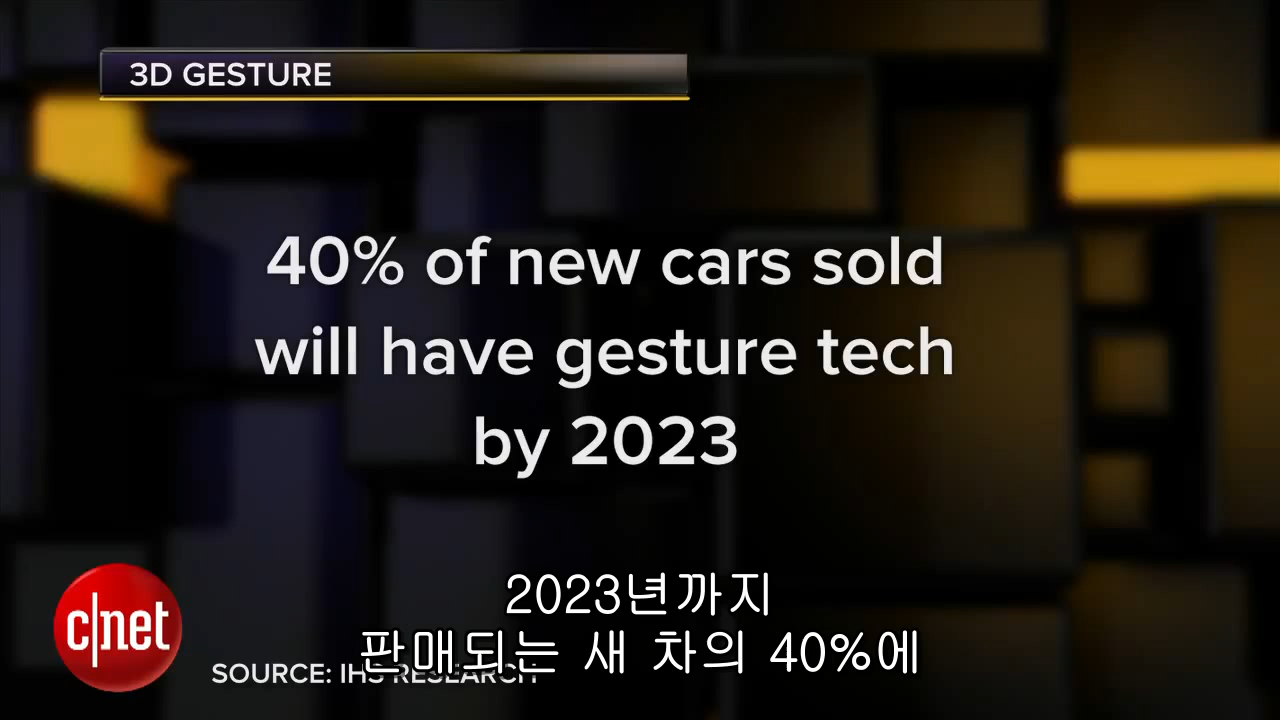 3D GESTURE
40% of new cars sold
will have gesture tech
by 2023
2023년까지
판매되는 새 차의 40%에
c|net
SOURCE: IHS RESEARCH